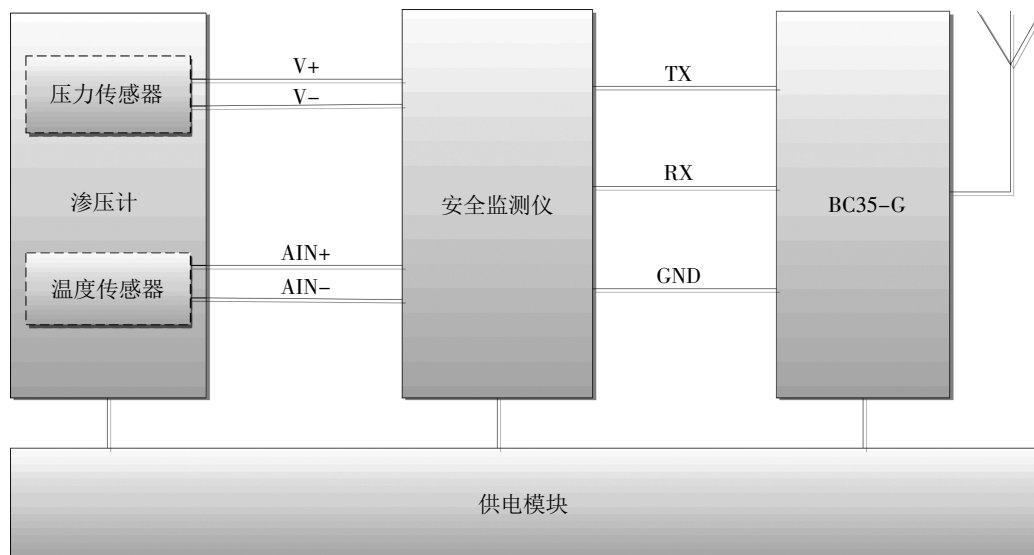 压力传感器
渗压计
温度传感器
V+
V-
AIN+
AIN-
安全监测仪
TX
RX
GND
BC35-G
供电模块